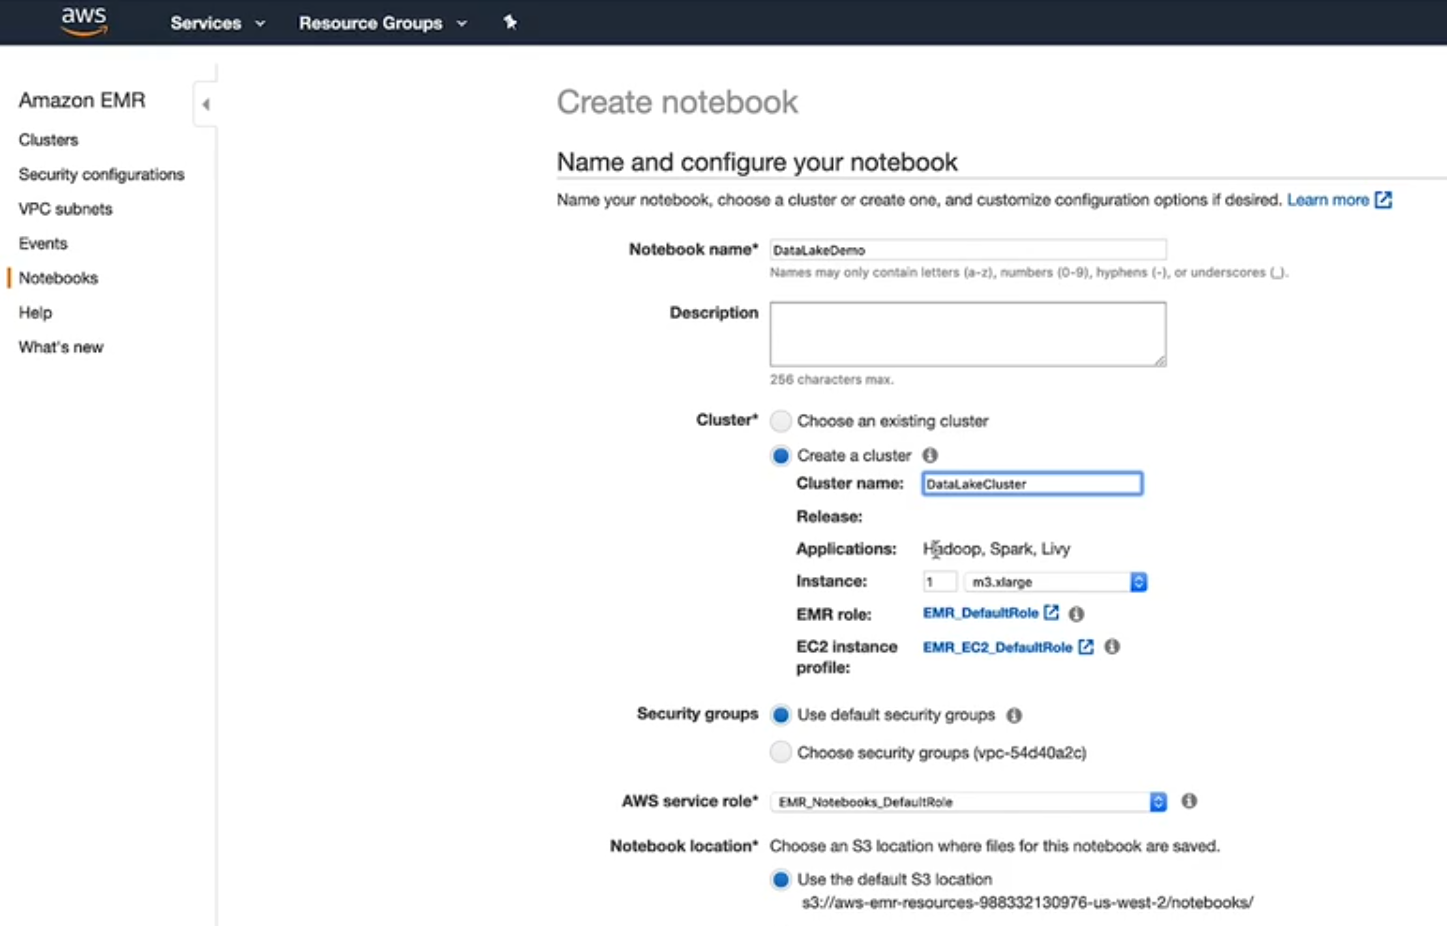 aws
Services Resource Groups
Amazon EMR
Clusters
Security configurations
VPC subnets
Events
Notebooks
Help
What's new
Create notebook
Name and configure your notebook
Name your notebook, choose a cluster or create one, and customize configuration options if desired. Learn more
Notebook name* DataLakeDemo
Names may only contain letters (a-z), numbers (0-9), hyphens (-), or underscores (_).
Description
256 characters max.
Cluster* Choose an existing cluster
Create a cluster
Cluster name: DataLakeCluster
Release:
Applications: Hadoop, Spark, Livy
Instance: 1 m3.xlarge
EMR role: EMR_DefaultRole
EC2 instance profile: EMR_EC2_DefaultRole
Security groups Use default security groups
Choose security groups (vpc-54d40a2c)
AWS service role* EMR_Notebooks_DefaultRole
Notebook location* Choose an S3 location where files for this notebook are saved.
Use the default S3 location
s3://aws-emr-resources-988332130976-us-west-2/notebooks/